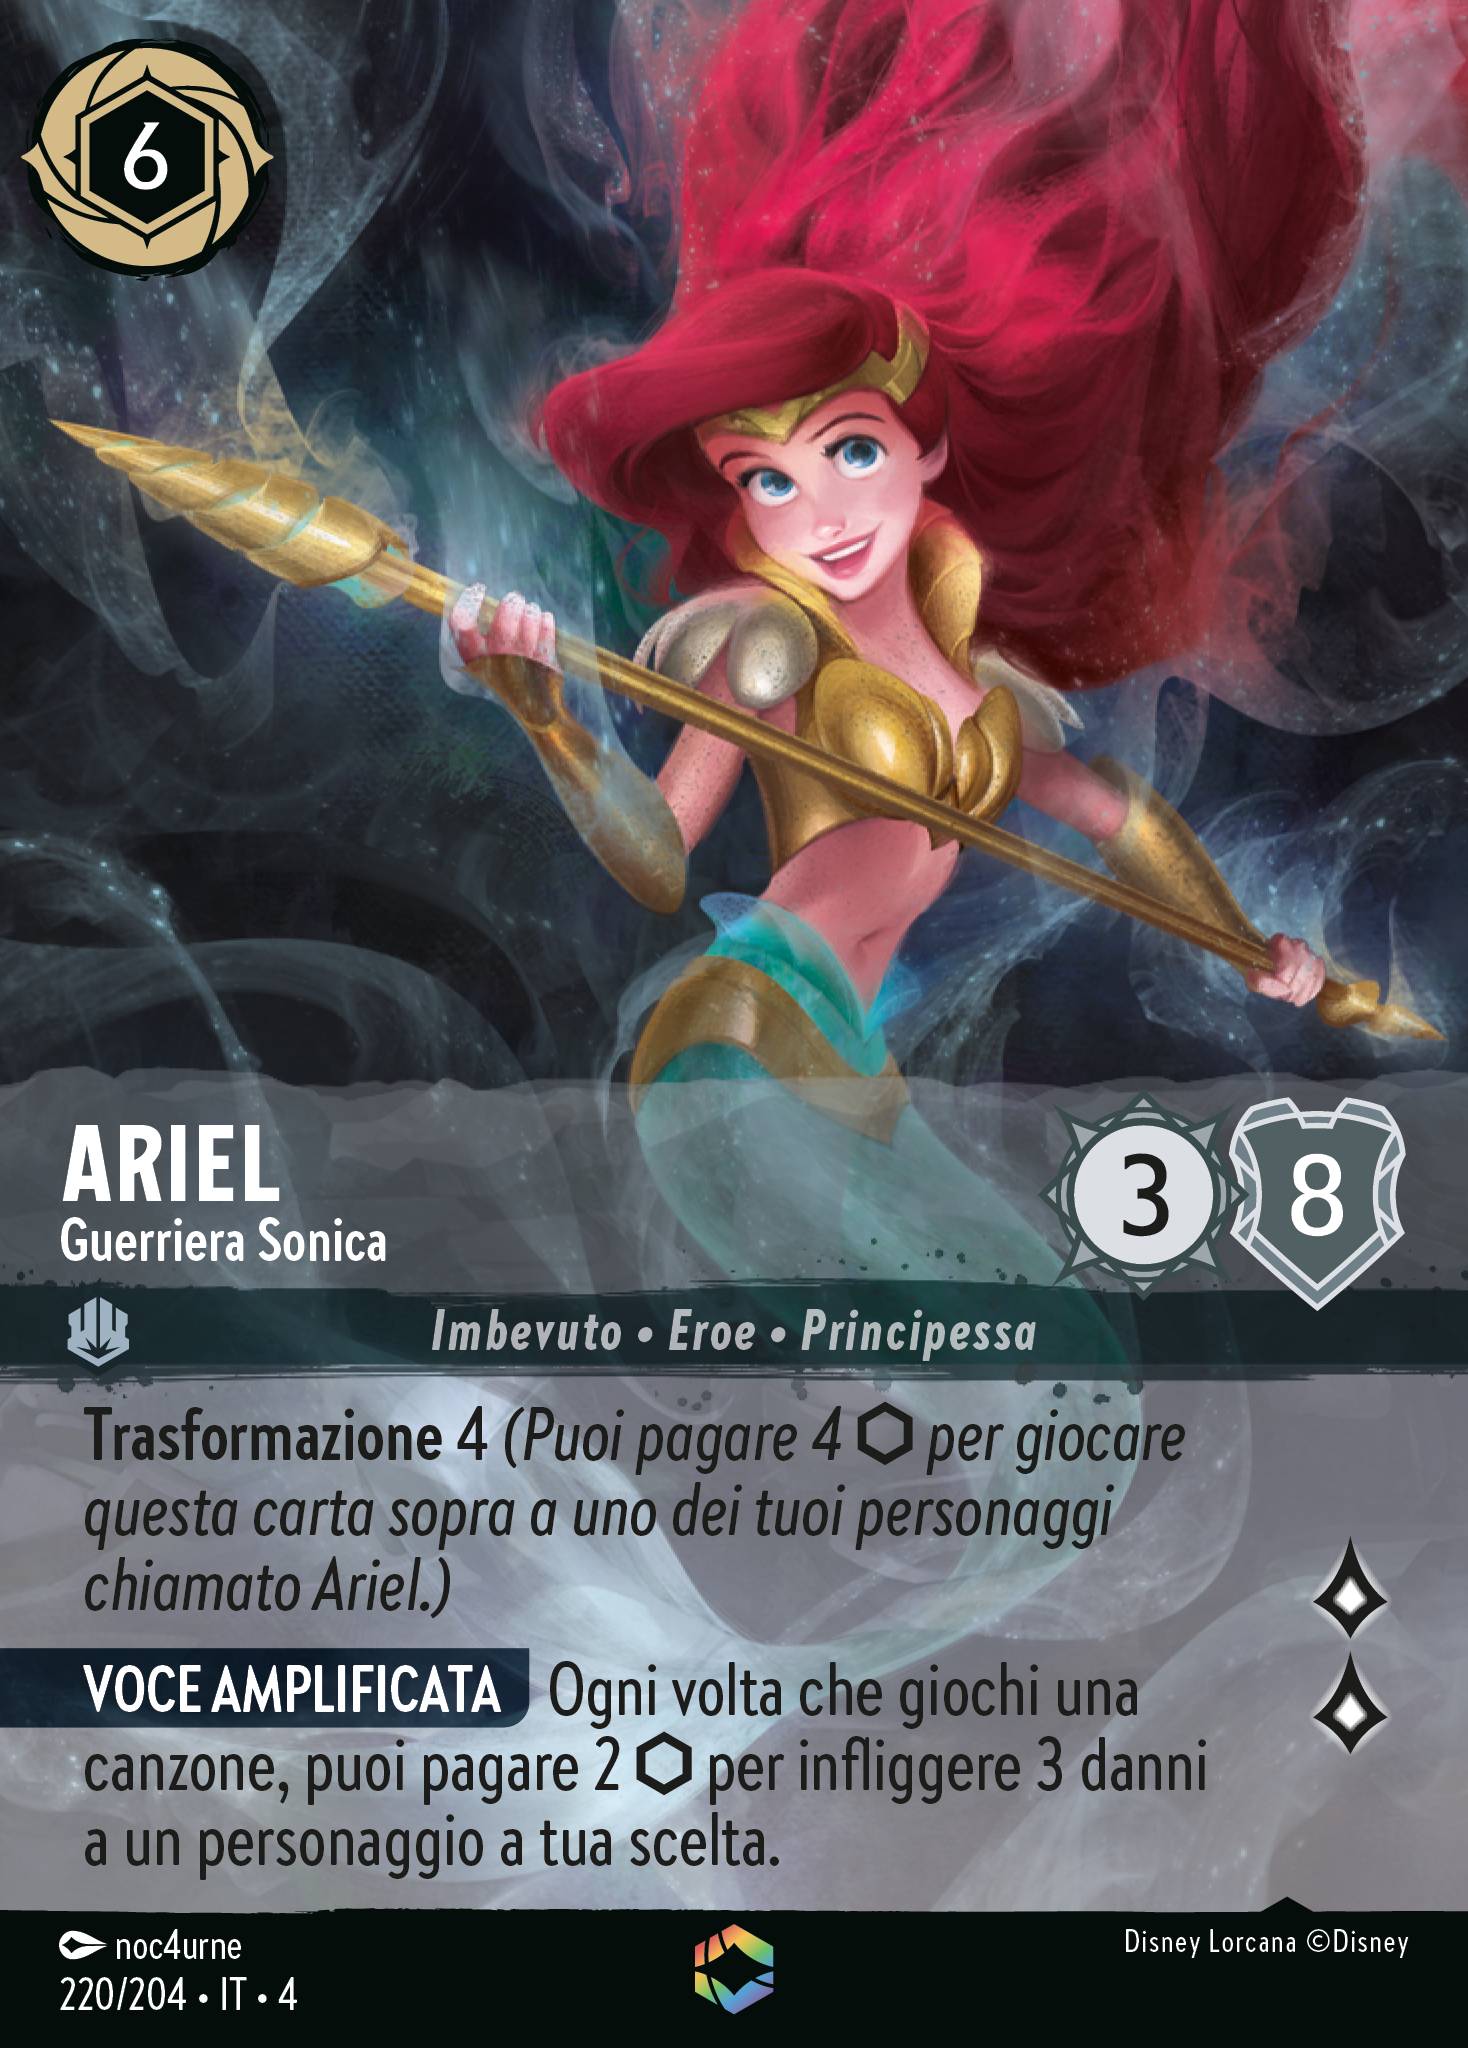 6
ARIEL
Guerriera Sonica
3
8
Imbevuto • Eroe • Principessa
Trasformazione 4 (Puoi pagare 4 ⬡ per giocare
questa carta sopra a uno dei tuoi personaggi
chiamato Ariel.)
VOCE AMPLIFICATA Ogni volta che giochi una
canzone, puoi pagare 2 ⬡ per infliggere 3 danni
a un personaggio a tua scelta.
noc4urne
220/204 • IT • 4
Disney Lorcana ©Disney